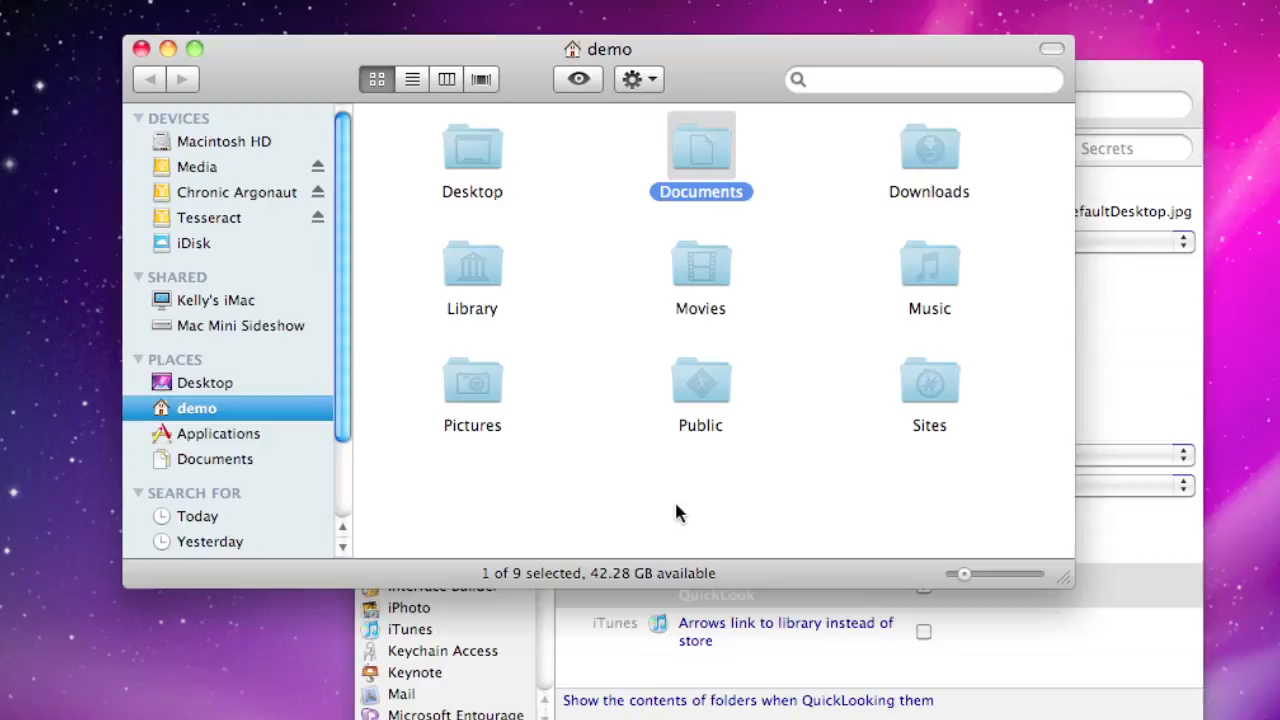 demo
DEVICES
Macintosh HD
Media
Chronic Argonaut
Tesseract
iDisk
SHARED
Kelly's iMac
Mac Mini Sideshow
PLACES
Desktop
demo
Applications
Documents
SEARCH FOR
Today
Yesterday
Desktop
Documents
Downloads
Library
Movies
Music
Pictures
Public
Sites
1 of 9 selected, 42.28 GB available
Secrets
efaultDesktop.jpg
Interface Builder
iPhoto
iTunes
Keychain Access
Keynote
Mail
Microsoft Entourage
QuickLook
iTunes
Arrows link to library instead of
store
Show the contents of folders when QuickLooking them